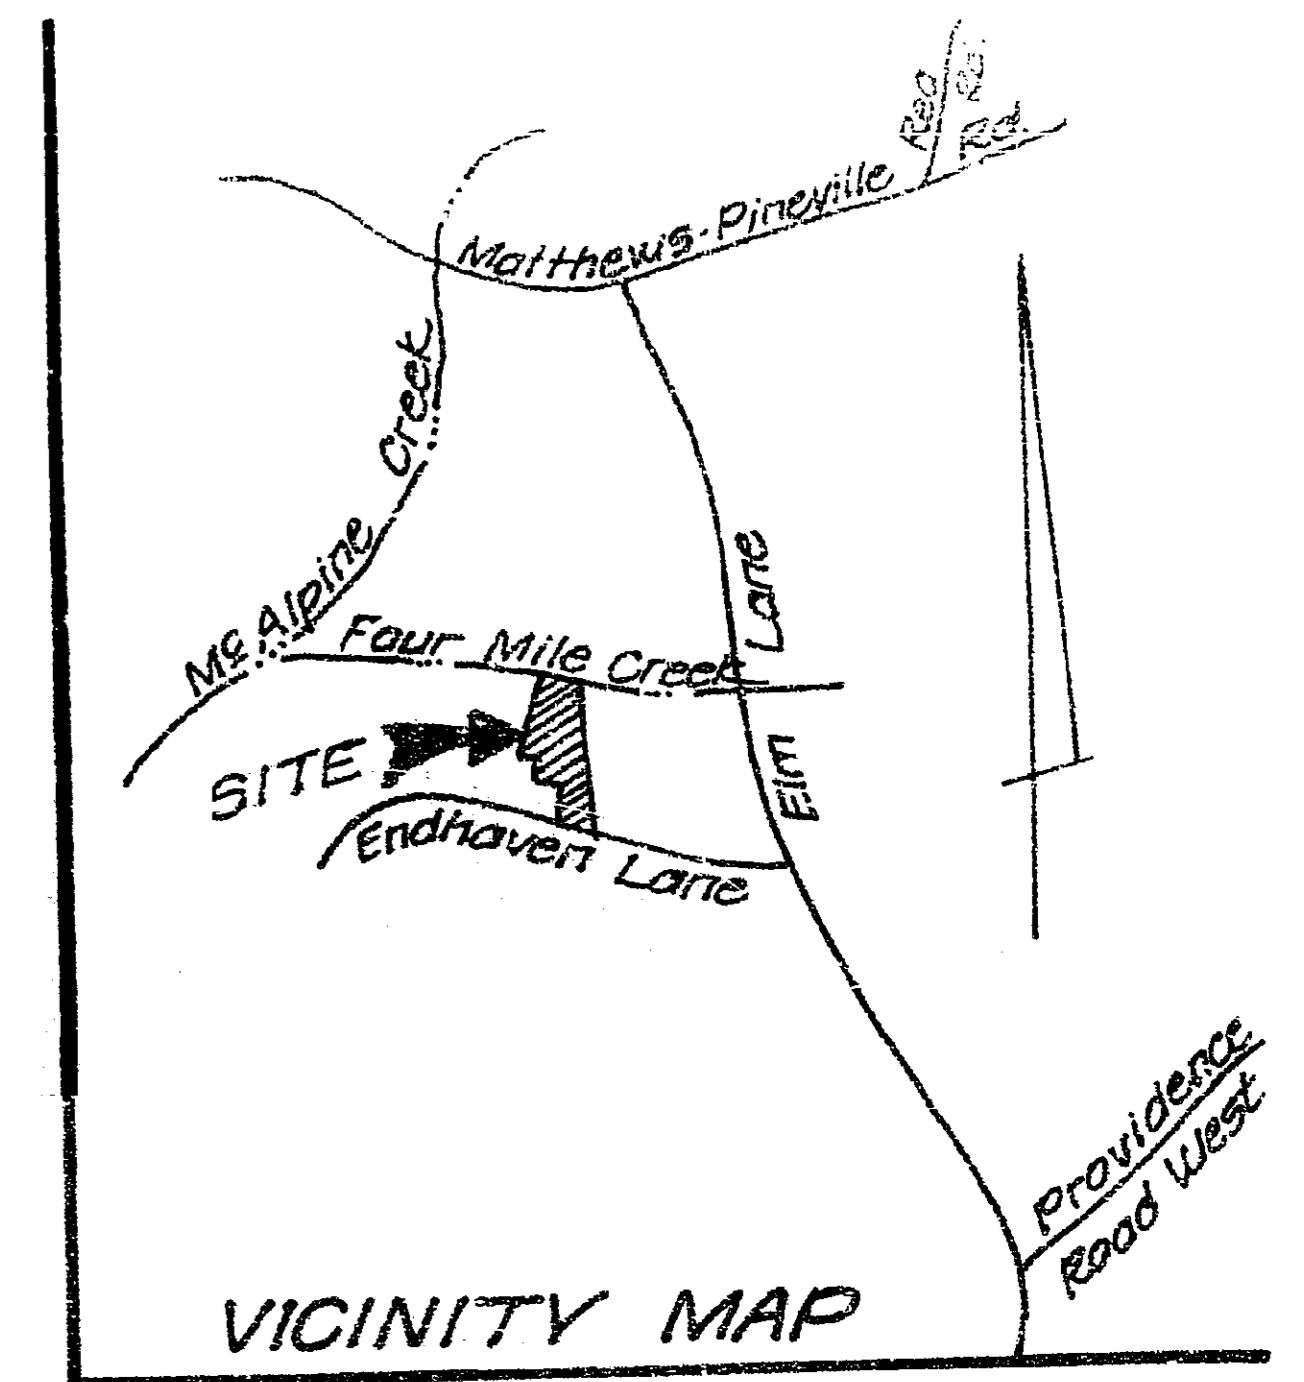 Rea Rd.
Matthews-Pineville Rd.
McAlpine Creek
Four Mile Creek
Elm Lane
SITE
Endhaven Lane
Providence
Road West
VICINITY MAP